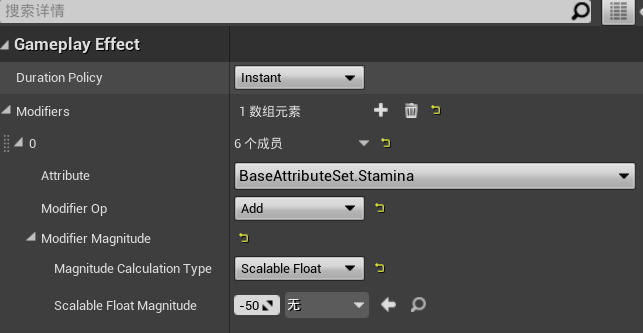 搜索详情
Gameplay Effect
Duration Policy Instant
Modifiers 1 数组元素
0 6 个成员
Attribute BaseAttributeSet.Stamina
Modifier Op Add
Modifier Magnitude
Magnitude Calculation Type Scalable Float
Scalable Float Magnitude -50 无